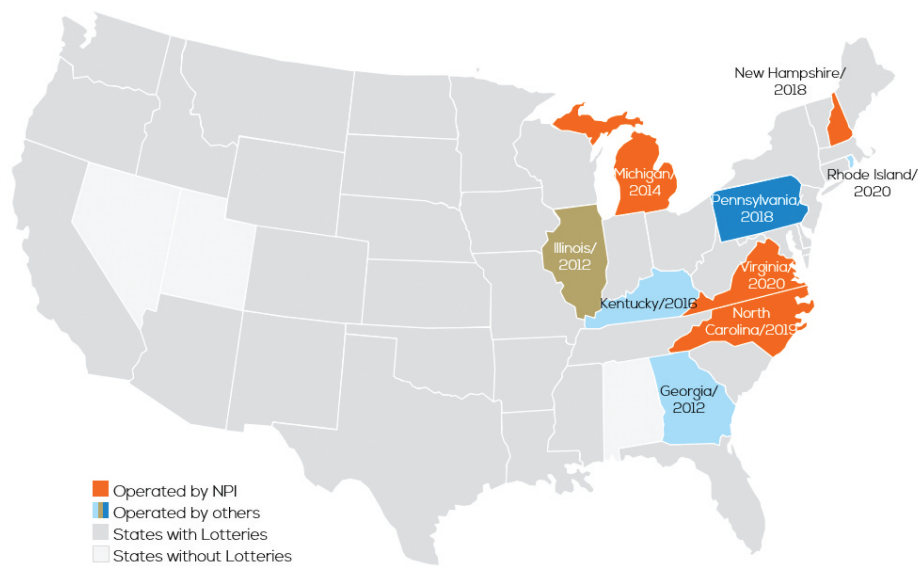 New Hampshire/
2018
Rhode Island/
2020
Michigan/
2014
Pennsylvania/
2018
Illinois/
2012
Virginia/
2020
Kentucky/2016
North
Carolina/2019
Georgia/
2012
Operated by NPI
Operated by others
States with Lotteries
States without Lotteries